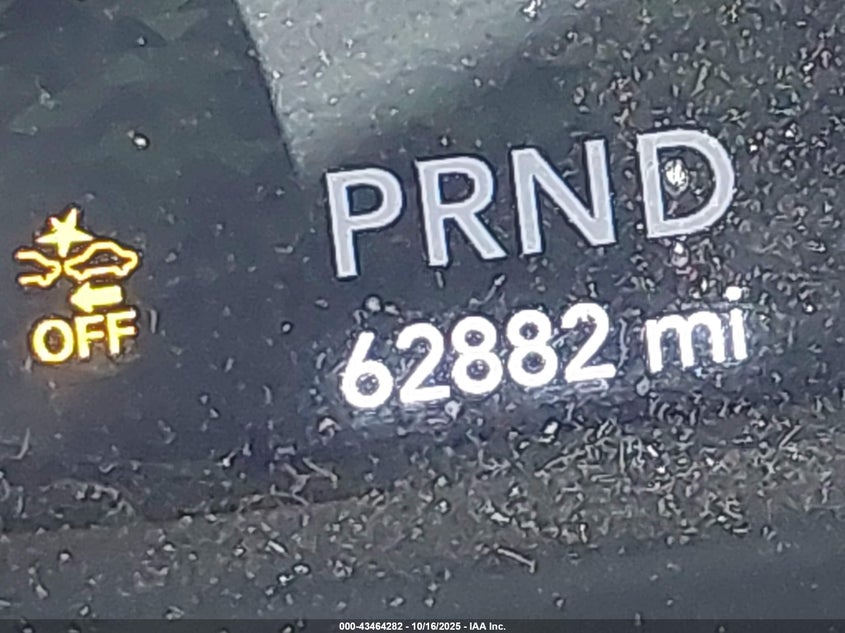 PRND
OFF
62882 mi
000-43464282 - 10/16/2025 - IAA Inc.